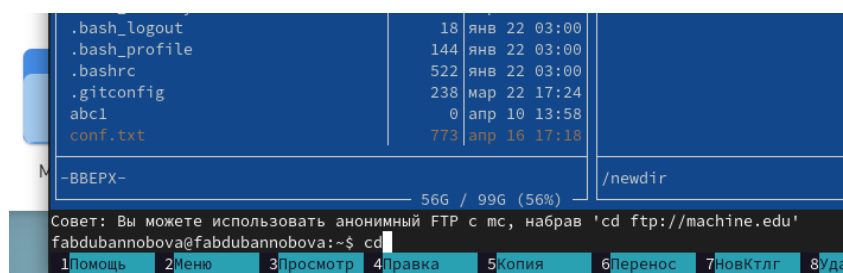 .bash_logout 18 янв 22 03:00
.bash_profile 144 янв 22 03:00
.bashrc 522 янв 22 03:00
.gitconfig 238 мар 22 17:24
abc1 0 апр 10 13:58
conf.txt 773 апр 16 17:18
-ВВЕРХ- /newdir
56G / 99G (56%)
Совет: Вы можете использовать анонимный FTP с mc, набрав 'cd ftp://machine.edu'
fabdubannobova@fabdubannobova:~$ cd
1Помощь 2Меню 3Просмотр 4Правка 5Копия 6Перенос 7НовКтлг 8Уда